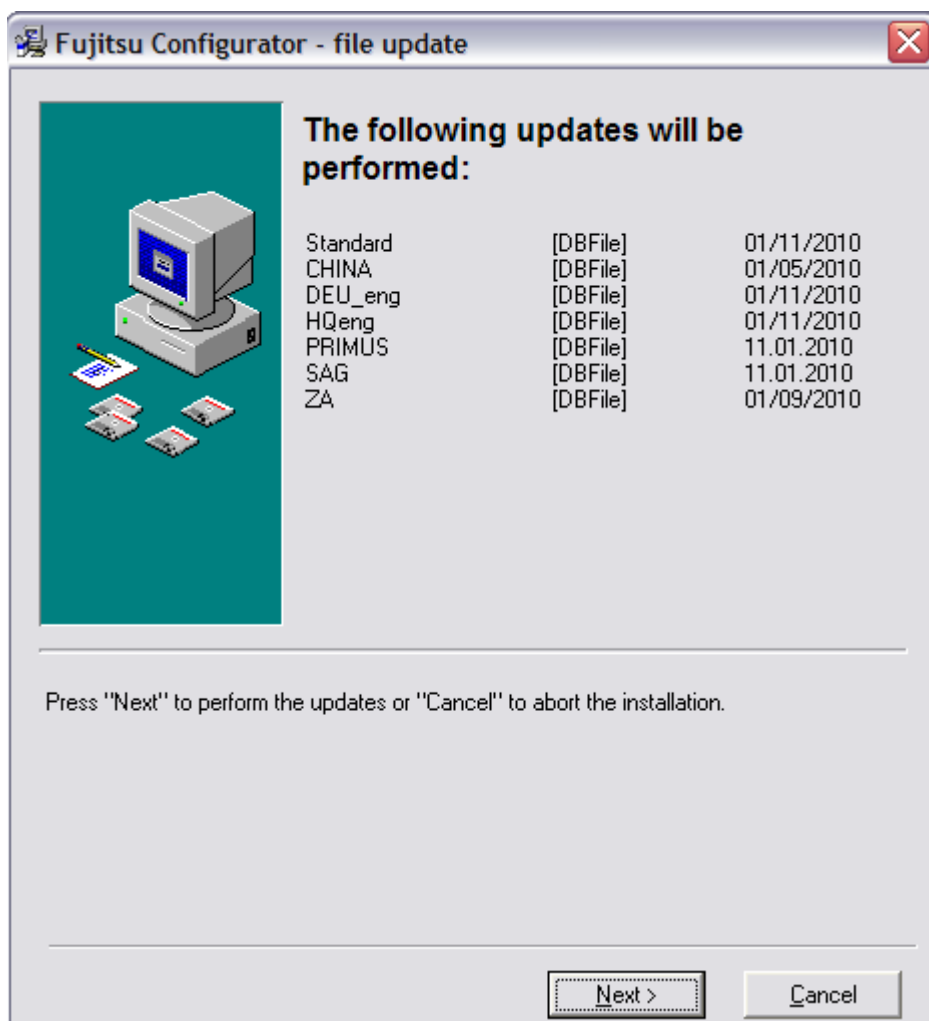 Fujitsu Configurator - file update
The following updates will be
performed:
Standard [DBFile] 01/11/2010
CHINA [DBFile] 01/05/2010
DEU_eng [DBFile] 01/11/2010
HQeng [DBFile] 01/11/2010
PRIMUS [DBFile] 11.01.2010
SAG [DBFile] 11.01.2010
ZA [DBFile] 01/09/2010
Press "Next" to perform the updates or "Cancel" to abort the installation.
Next > Cancel